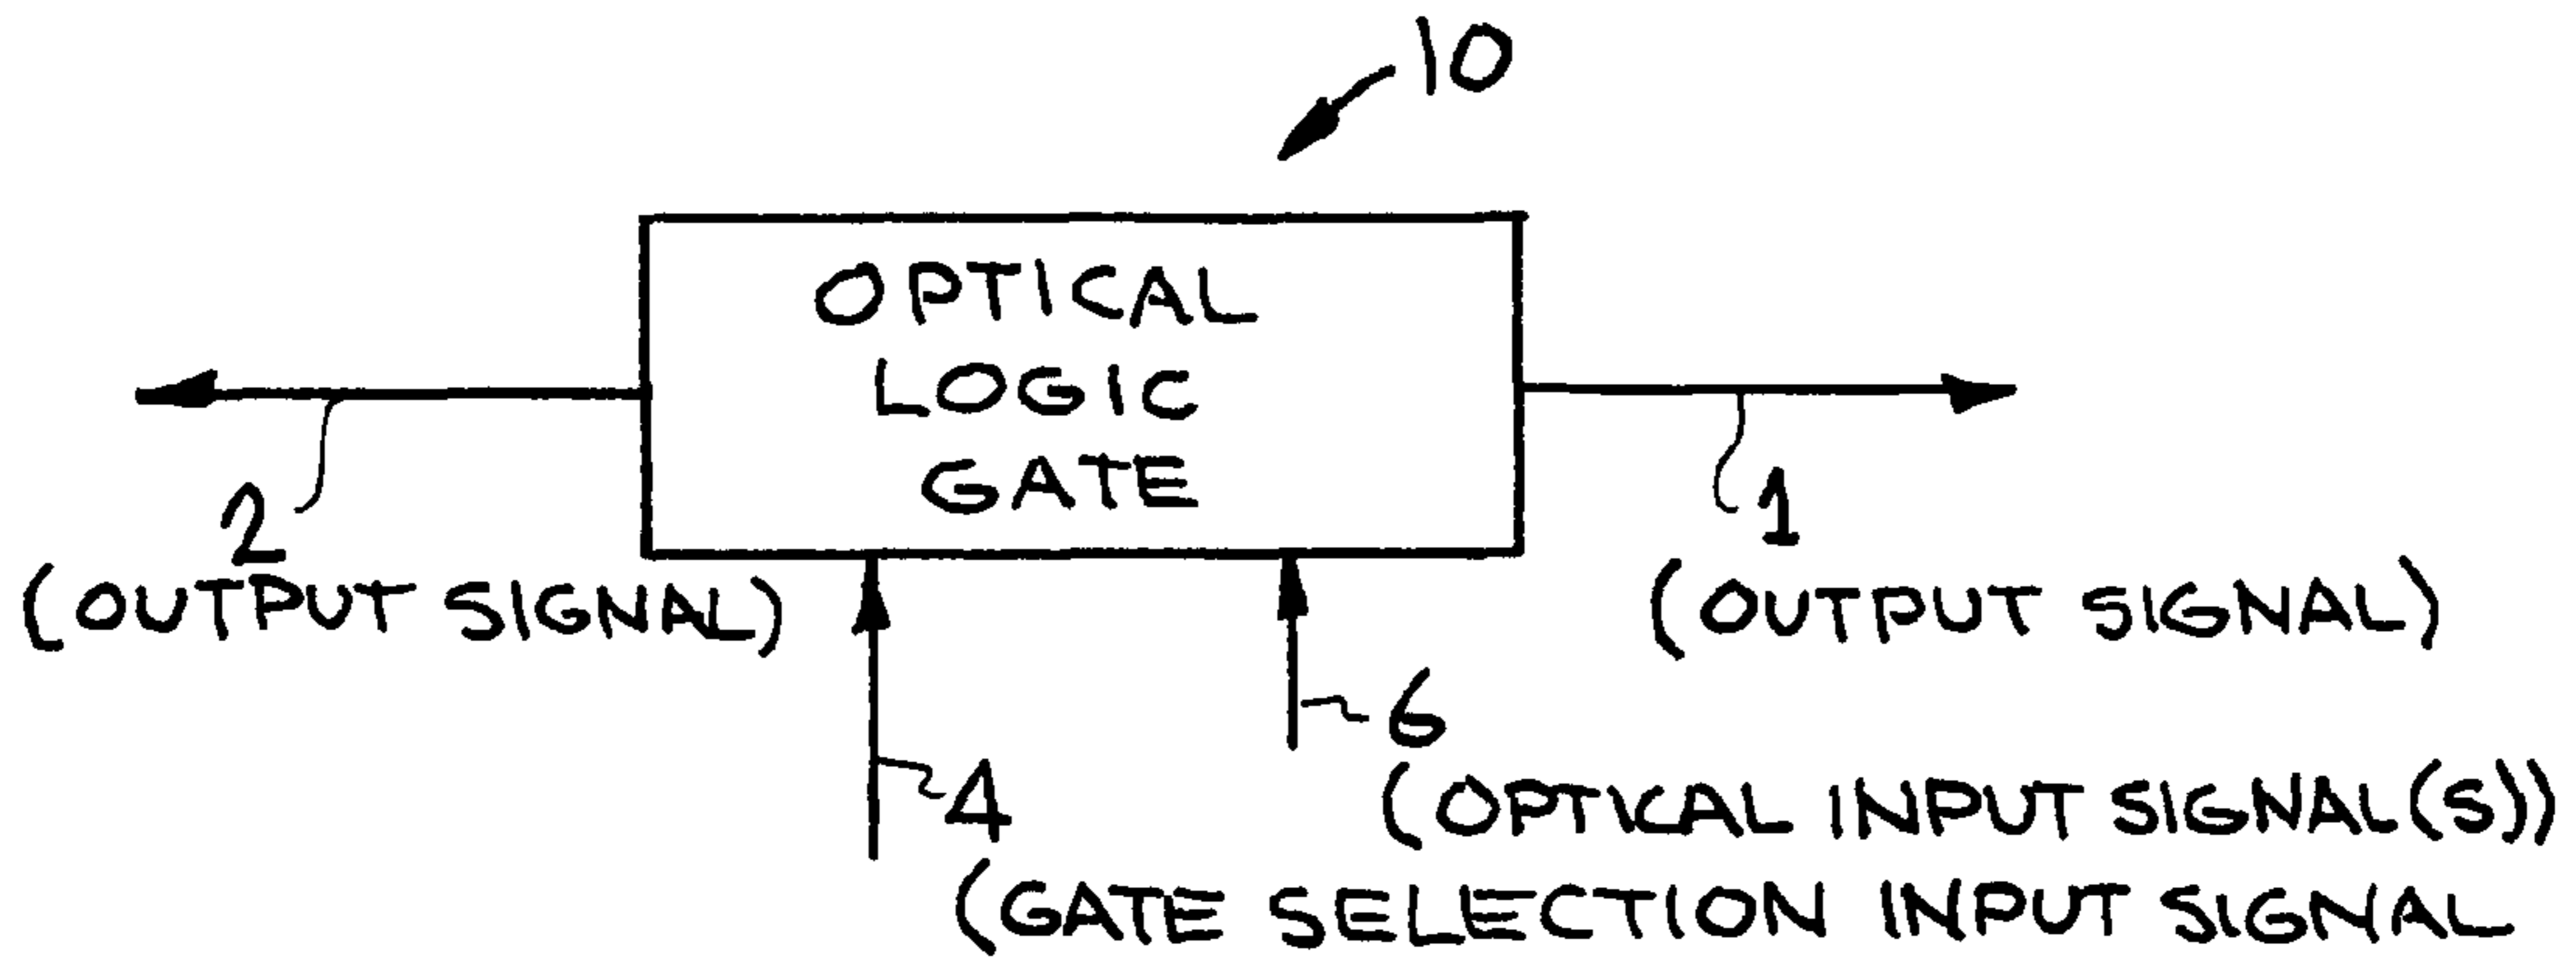 10
OPTICAL
LOGIC
GATE
2
(OUTPUT SIGNAL)
1
(OUTPUT SIGNAL)
6
(OPTICAL INPUT SIGNAL(S))
4
(GATE SELECTION INPUT SIGNAL